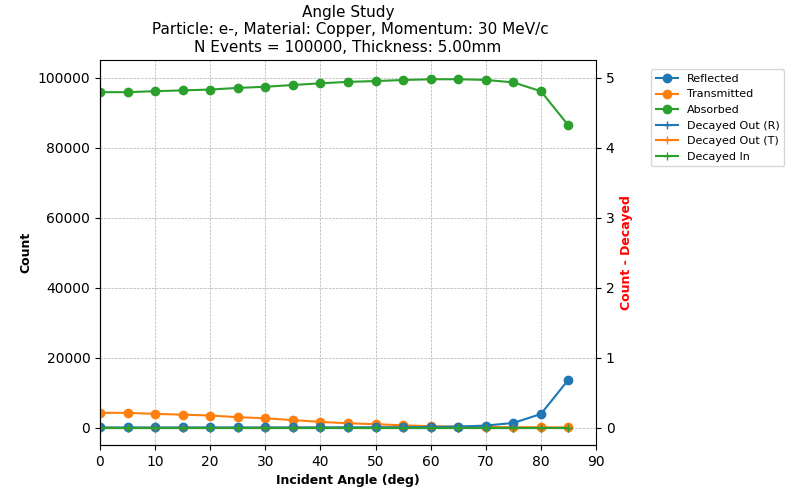 Angle Study
Particle: e-, Material: Copper, Momentum: 30 MeV/c
N Events = 100000, Thickness: 5.00mm
100000
80000
60000
40000
20000
0
Count
5
4
3
2
1
0
Count - Decayed
0 10 20 30 40 50 60 70 80 90
Incident Angle (deg)
Reflected
Transmitted
Absorbed
Decayed Out (R)
Decayed Out (T)
Decayed In